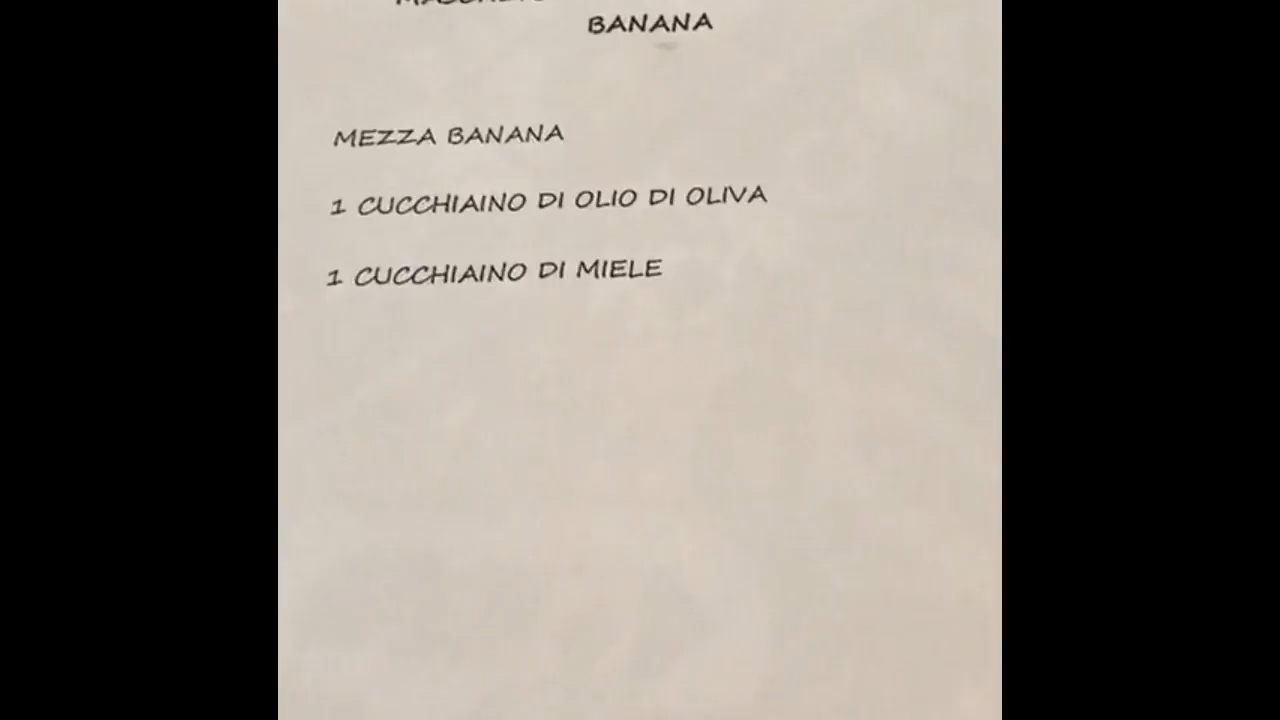 BANANA
MEZZA BANANA
1 CUCCHIAINO DI OLIO DI OLIVA
1 CUCCHIAINO DI MIELE